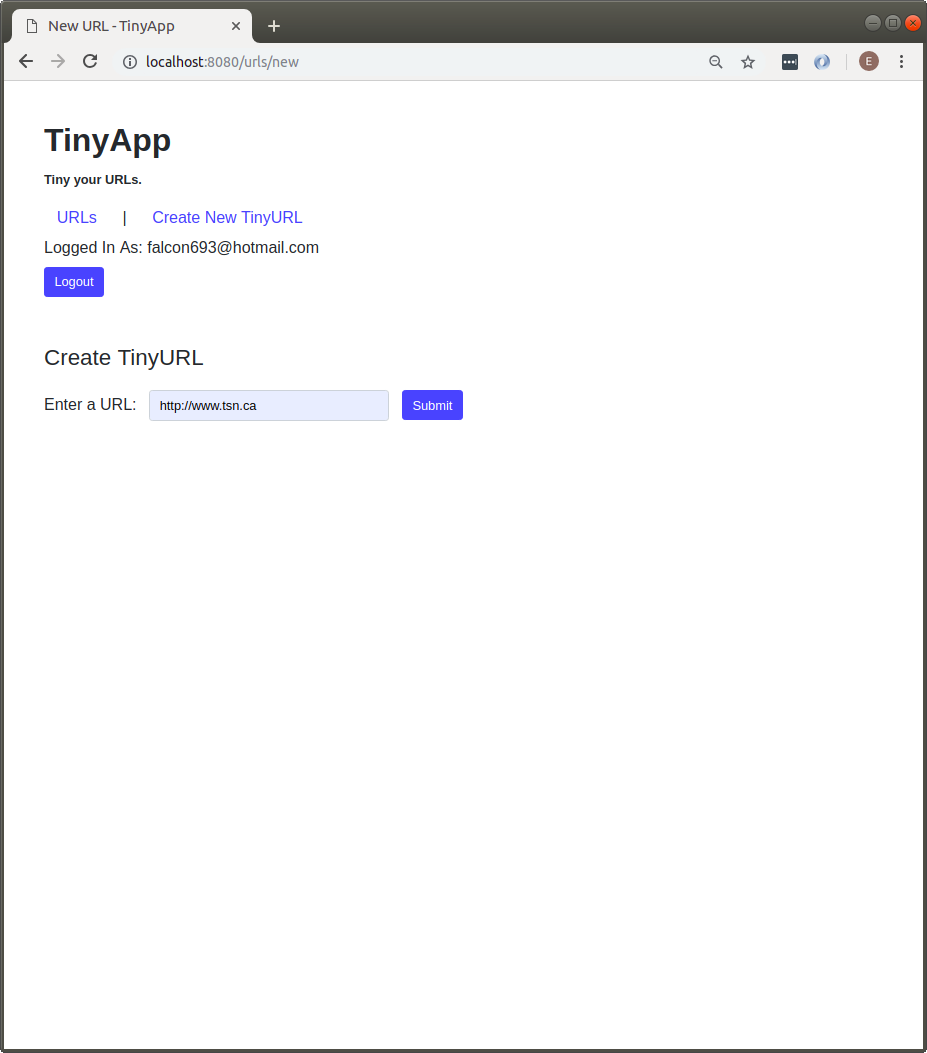 New URL - TinyApp
localhost:8080/urls/new
E
TinyApp
Tiny your URLs.
URLs | Create New TinyURL
Logged In As: falcon693@hotmail.com
Logout
Create TinyURL
Enter a URL: http://www.tsn.ca Submit